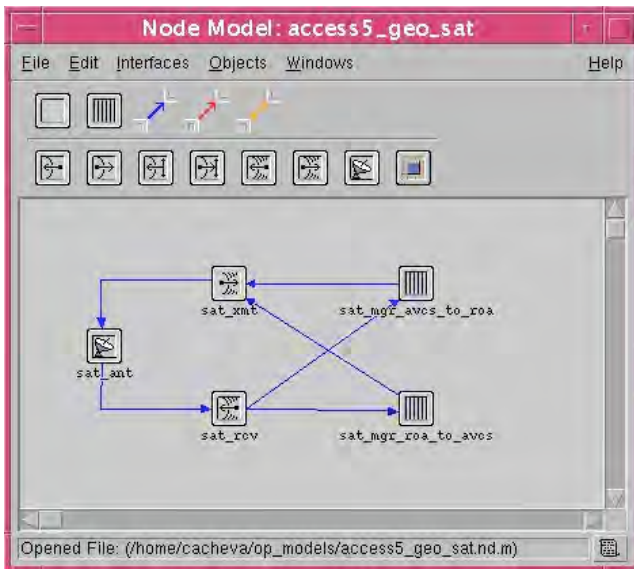 Node Model: access5_geo_sat
File Edit Interfaces Objects Windows Help
sat_xmt
sat_mgr_avcs_to_roa
sat_ant
sat_rcv
sat_mgr_roa_to_avcs
Opened File: (/home/cacheva/op_models/access5_geo_sat.nd.m)